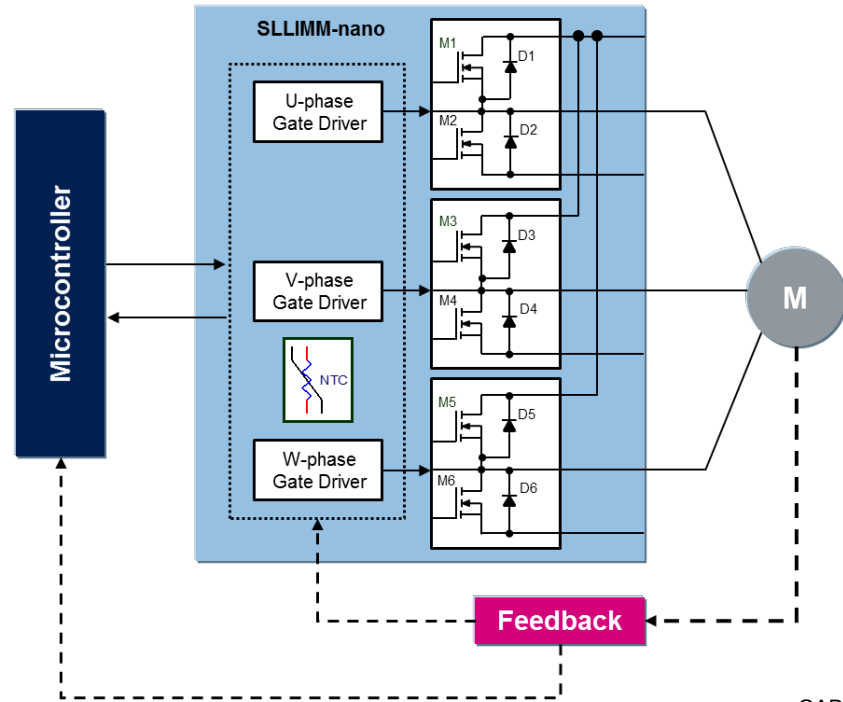 SLLIMM-nano
M1
D1
U-phase
Gate Driver
M2
D2
Microcontroller
M3
D3
V-phase
Gate Driver
M4
D4
M
NTC
M5
D5
W-phase
Gate Driver
M6
D6
Feedback